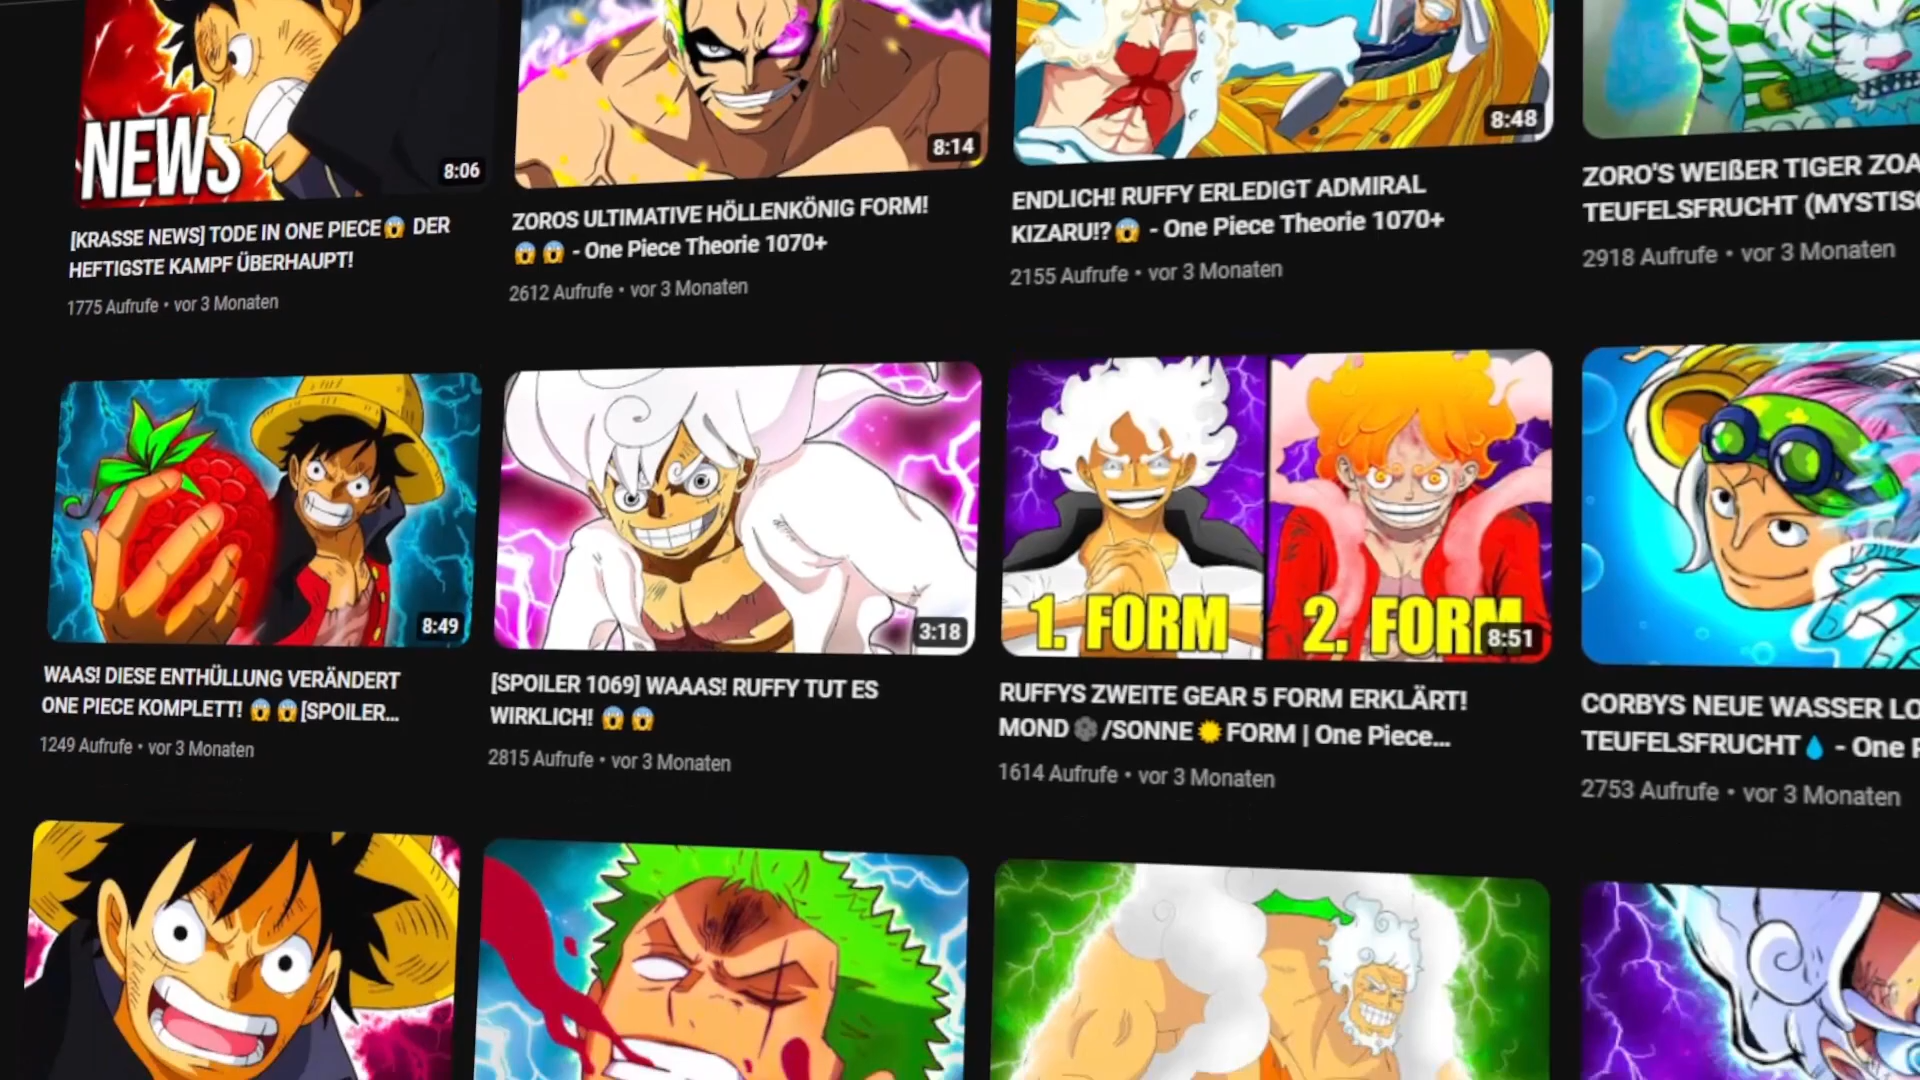 NEWS
8:06
8:14
8:48
[KRASSE NEWS] TODE IN ONE PIECE😱 DER
HEFTIGSTE KAMPF ÜBERHAUPT!
1775 Aufrufe • vor 3 Monaten
ZOROS ULTIMATIVE HÖLLENKÖNIG FORM!
😱 😱 - One Piece Theorie 1070+
2612 Aufrufe • vor 3 Monaten
ENDLICH! RUFFY ERLEDIGT ADMIRAL
KIZARU!? 😱 - One Piece Theorie 1070+
2155 Aufrufe • vor 3 Monaten
ZORO'S WEIßER TIGER
TEUFELSFRUCHT
2918 Aufrufe • vor 3 Monaten
8:49
3:18
1. FORM
2. FORM
8:51
WAAS! DIESE ENTHÜLLUNG VERÄNDERT
ONE PIECE KOMPLETT! 😱 😱 [SPOILER...
1249 Aufrufe • vor 3 Monaten
[SPOILER 1069] WAAAS! RUFFY TUT ES
WIRKLICH! 😱 😱
2815 Aufrufe • vor 3 Monaten
RUFFYS ZWEITE GEAR 5 FORM ERKLÄRT!
MOND /SONNE FORM | One Piece...
1614 Aufrufe • vor 3 Monaten
CORBYS NEUE WASSER
TEUFELSFRUCHT💧 - One
2753 Aufrufe • vor 3 Monaten